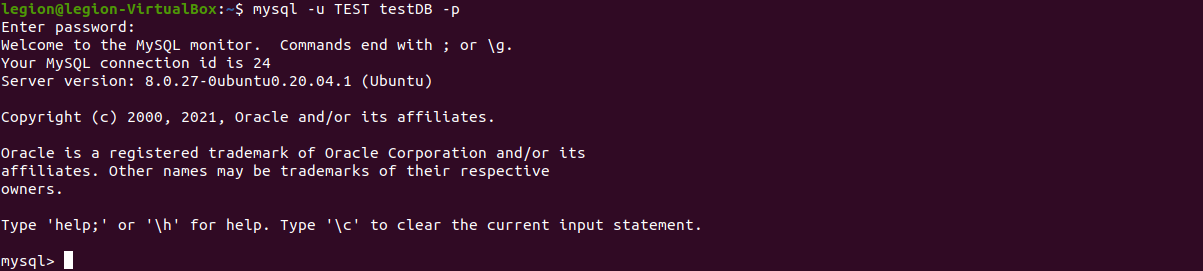 legion@legion-VirtualBox:~$ mysql -u TEST testDB -p
Enter password:
Welcome to the MySQL monitor.  Commands end with ; or \g.
Your MySQL connection id is 24
Server version: 8.0.27-0ubuntu0.20.04.1 (Ubuntu)

Copyright (c) 2000, 2021, Oracle and/or its affiliates.

Oracle is a registered trademark of Oracle Corporation and/or its
affiliates. Other names may be trademarks of their respective
owners.

Type 'help;' or '\h' for help. Type '\c' to clear the current input statement.

mysql>